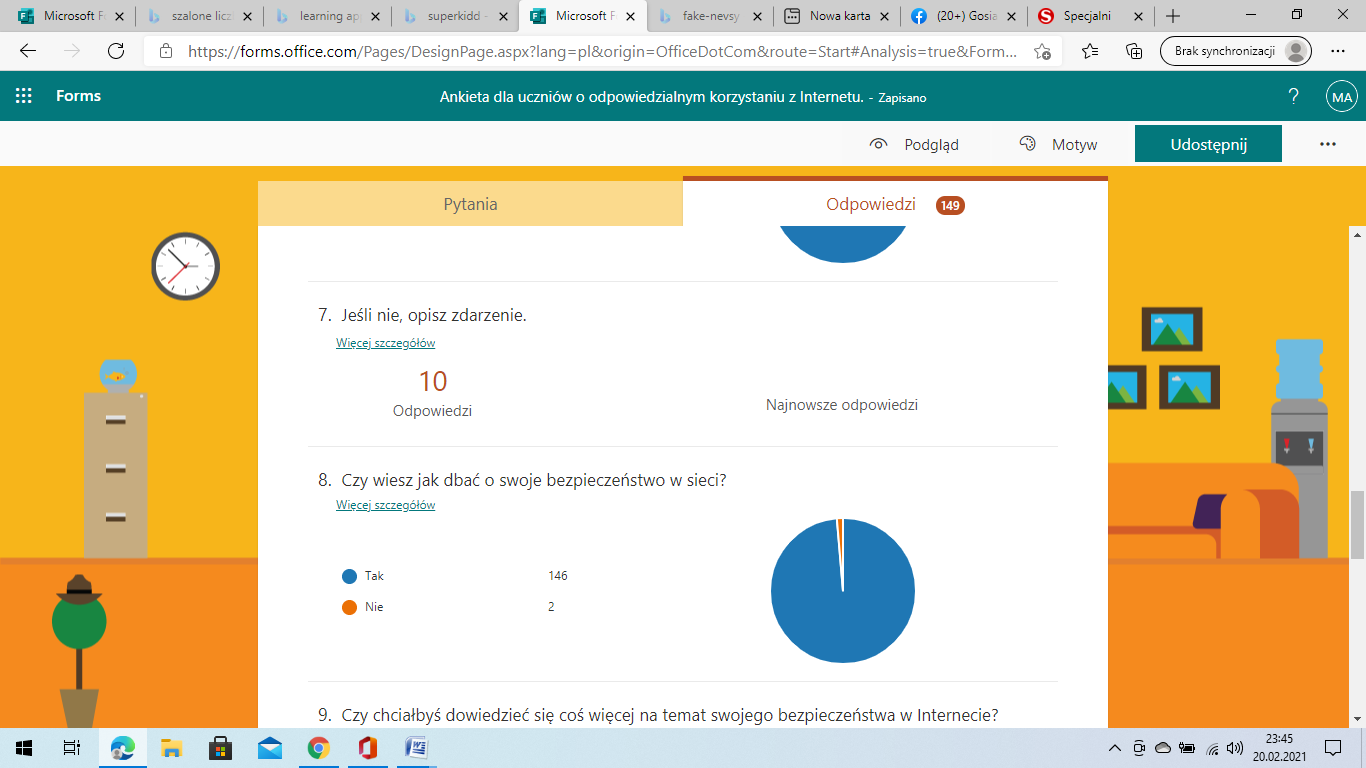 Microsoft Fo
szalone licz
learning app
superkidd -
Microsoft Fo
fake-nevsy
Nowa karta
(20+) Gosia
Specjalni
https://forms.office.com/Pages/DesignPage.aspx?lang=pl&origin=OfficeDotCom&route=Start#Analysis=true&Form...
Brak synchronizacji
Forms
Ankieta dla uczniów o odpowiedzialnym korzystaniu z Internetu. - Zapisano
?
MA
Podgląd
Motyw
Udostępnij
Pytania
Odpowiedzi 149
7. Jeśli nie, opisz zdarzenie.
Więcej szczegółów
10
Odpowiedzi
Najnowsze odpowiedzi
8. Czy wiesz jak dbać o swoje bezpieczeństwo w sieci?
Więcej szczegółów
Tak 146
Nie 2
9. Czy chciałbyś dowiedzieć się coś więcej na temat swojego bezpieczeństwa w Internecie?
23:45
20.02.2021